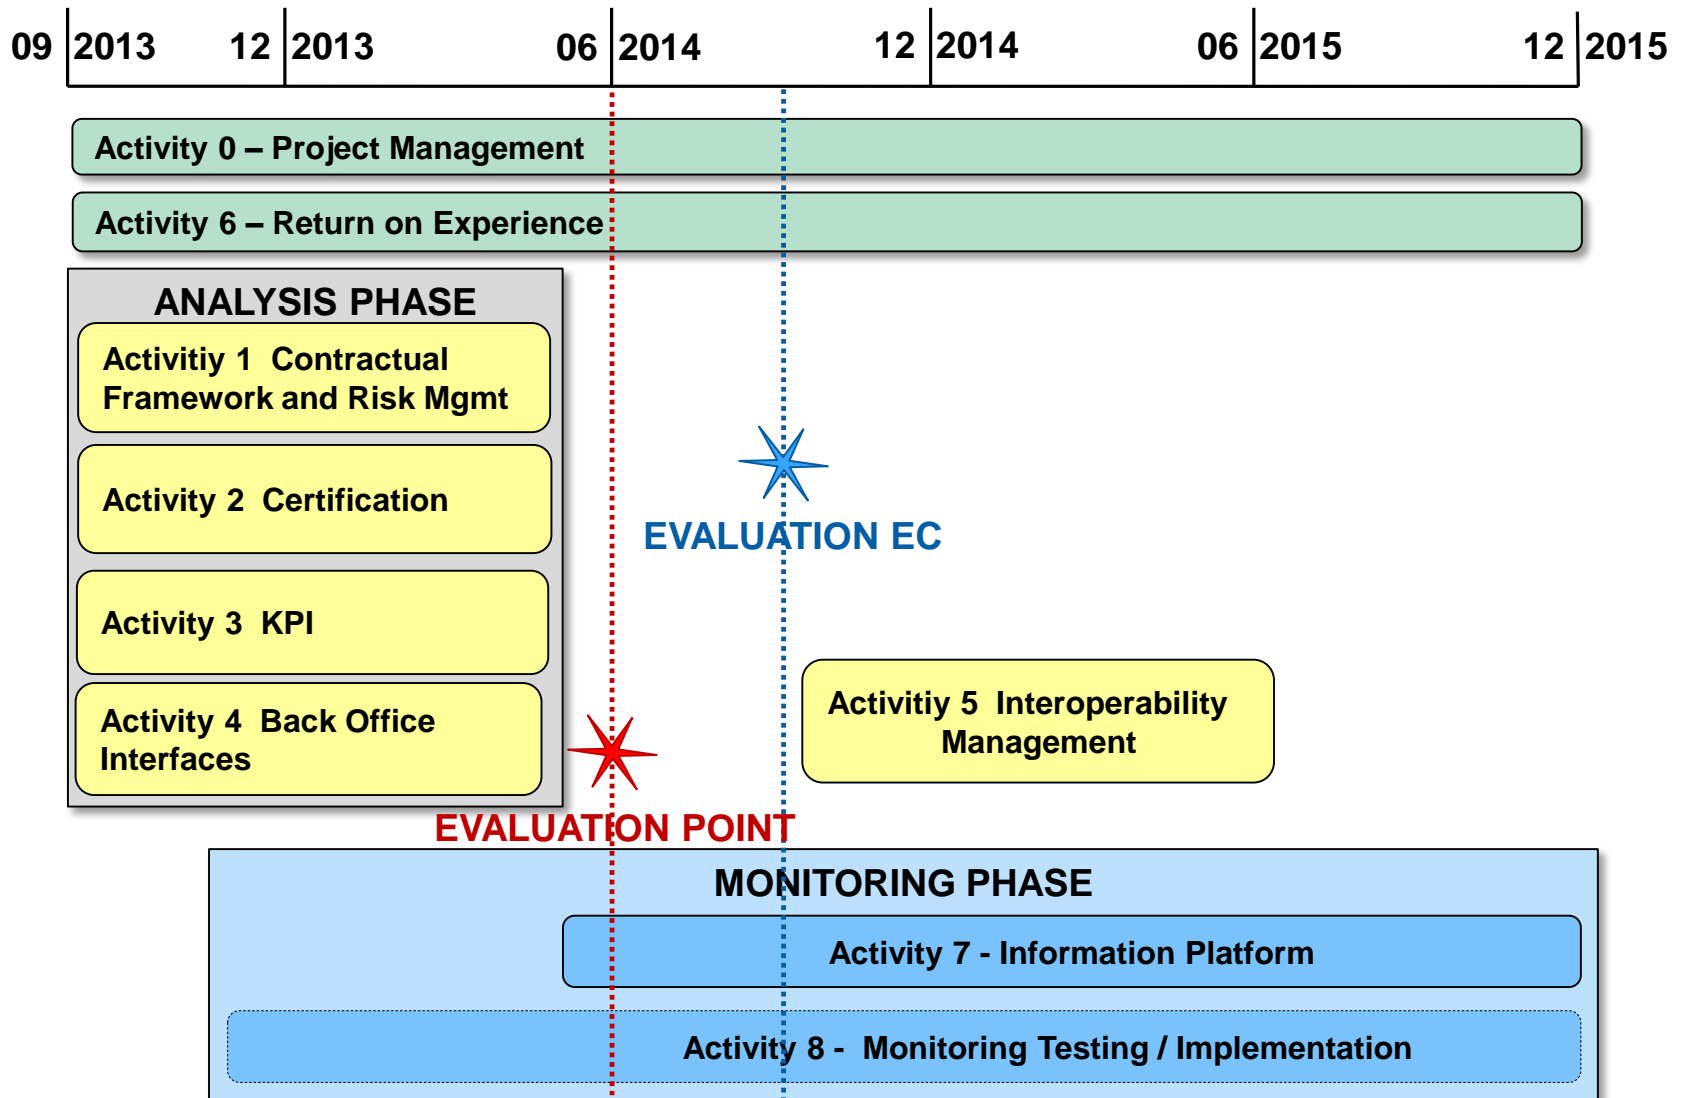 09 2013 12 2013 06 2014 12 2014 06 2015 12 2015
Activity 0 – Project Management
Activity 6 – Return on Experience
ANALYSIS PHASE
Activitiy 1 Contractual
Framework and Risk Mgmt
Activity 2 Certification
EVALUATION EC
Activity 3 KPI
Activity 4 Back Office
Interfaces
Activitiy 5 Interoperability
Management
EVALUATION POINT
MONITORING PHASE
Activity 7 - Information Platform
Activity 8 - Monitoring Testing / Implementation